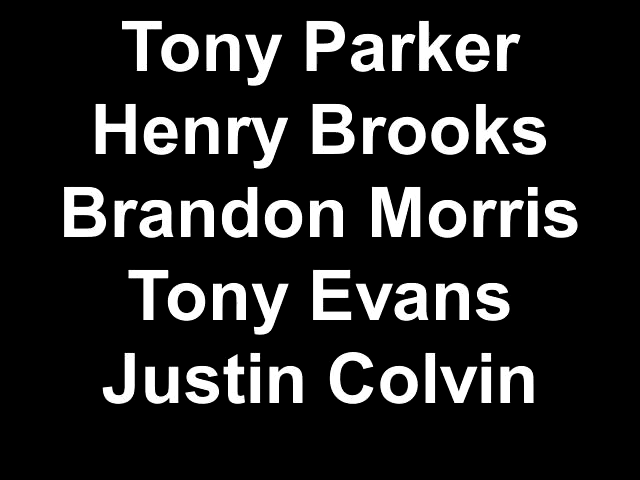 Tony Parker
Henry Brooks
Brandon Morris
Tony Evans
Justin Colvin